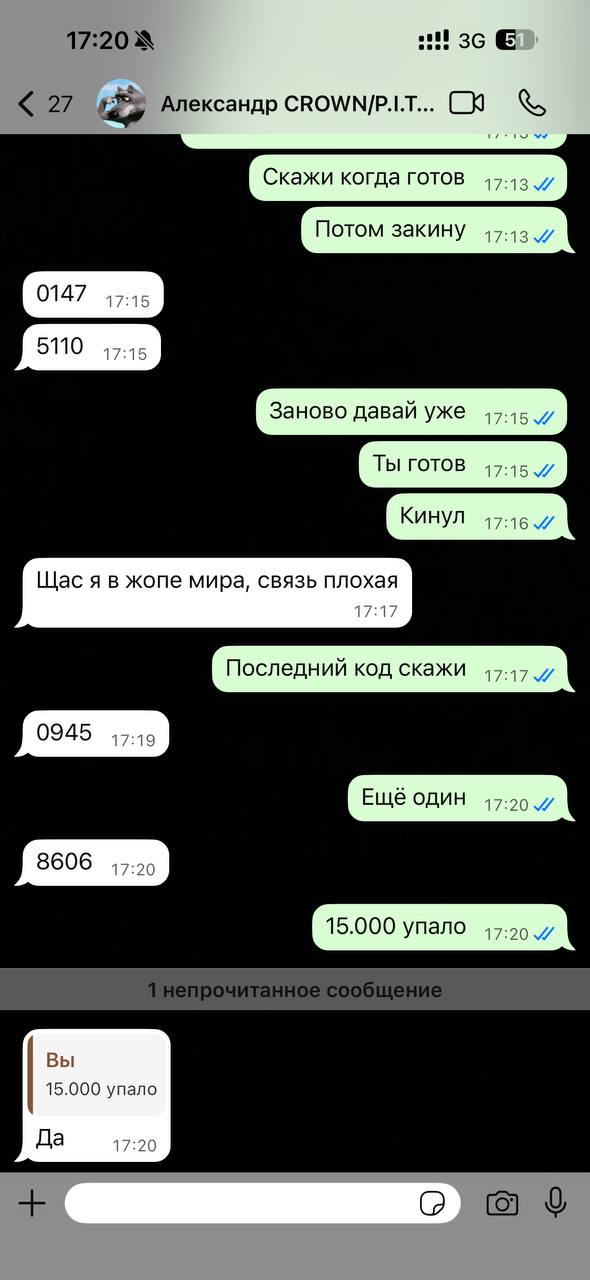 17:20
3G
51
27
Александр CROWN/P.I.T...
Скажи когда готов 17:13
Потом закину 17:13
0147 17:15
5110 17:15
Заново давай уже 17:15
Ты готов 17:15
Кинул 17:16
Щас я в жопе мира, связь плохая
17:17
Последний код скажи 17:17
0945 17:19
Ещё один 17:20
8606 17:20
15.000 упало 17:20
1 непрочитанное сообщение
Вы
15.000 упало
Да 17:20